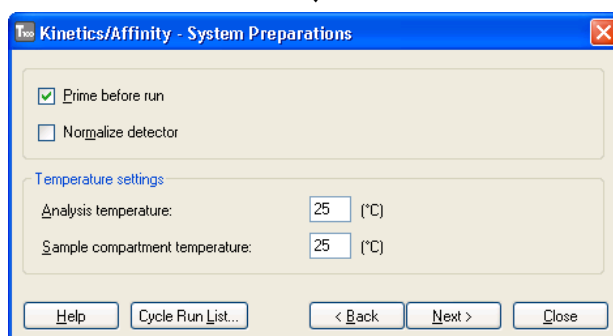 T100 Kinetics/Affinity - System Preparations
Prime before run
Normalize detector
Temperature settings
Analysis temperature: 25 (°C)
Sample compartment temperature: 25 (°C)
Help Cycle Run List... < Back Next > Close